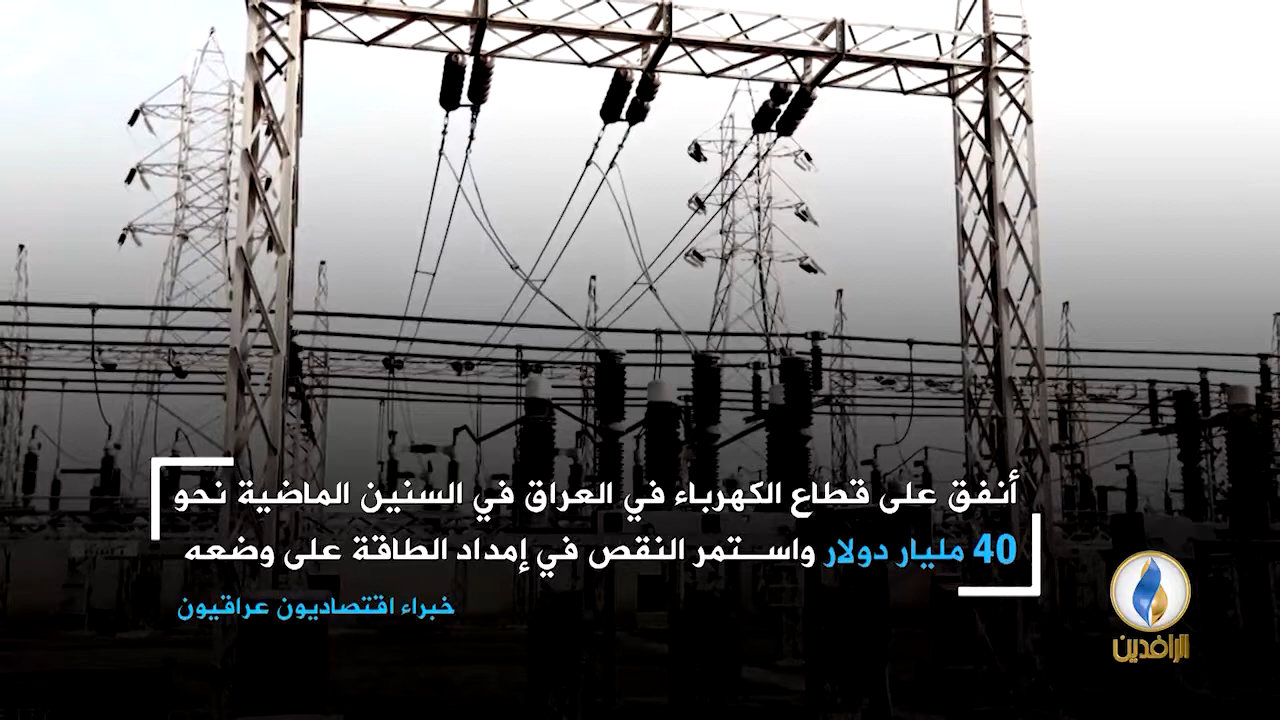 أنفق على قطاع الكهرباء في العراق في السنين الماضية نحو
40 مليار دولار واستمر النقص في إمداد الطاقة على وضعه
خبراء اقتصاديون عراقيون
الرافدين